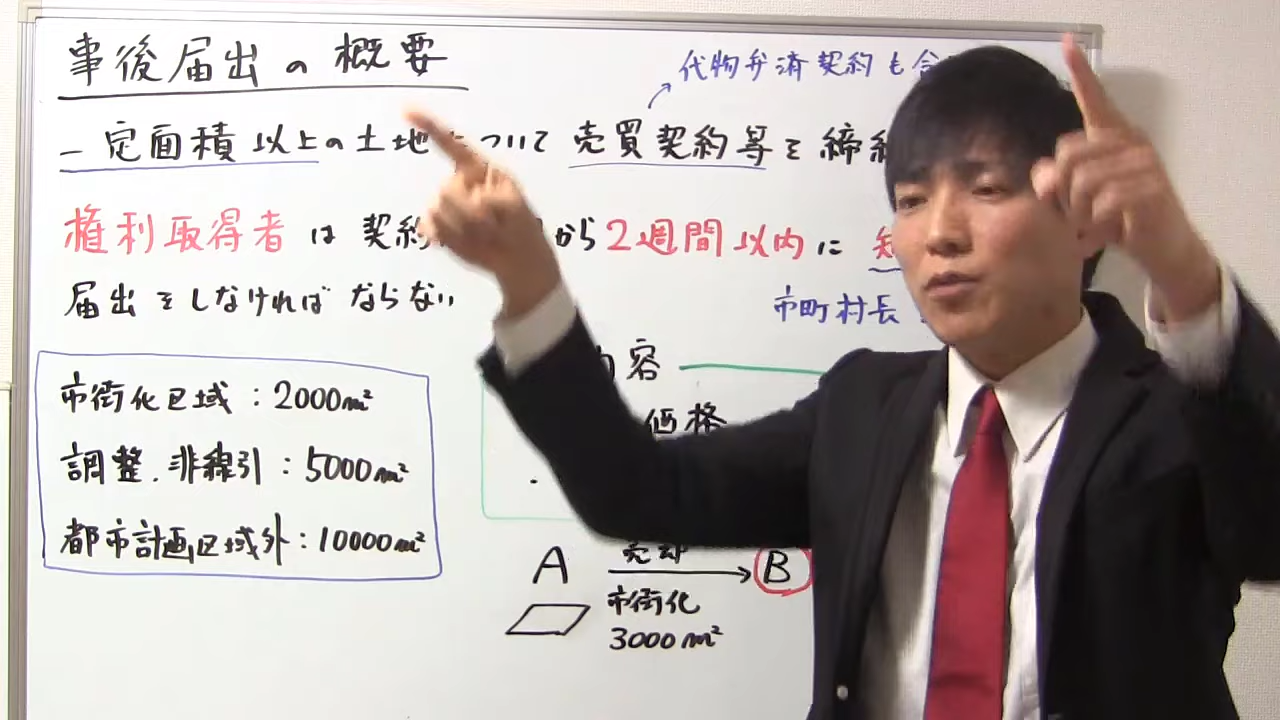 事後届出の概要
代物弁済契約も
一定面積以上の土地について売買契約等を締
権利取得者は契約から2週間以内に
届出をしなければならない
市町村長
内容
価格
市街化区域:2000m²
調整.非線引:5000m²
都市計画区域外:10000m²
A 売却 B
市街化
3000m²